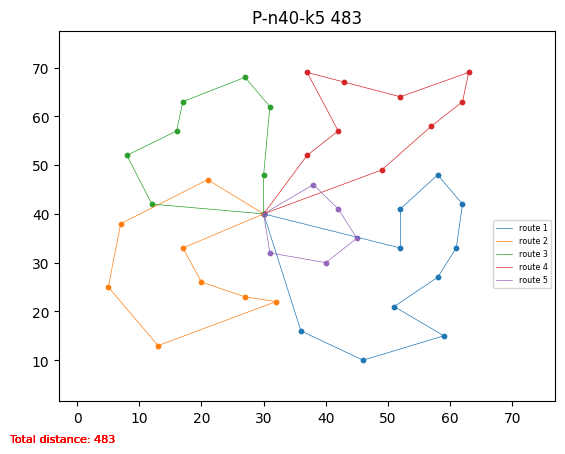 P-n40-k5 483
70
60
50
40
30
20
10
route 1
route 2
route 3
route 4
route 5
0 10 20 30 40 50 60 70
Total distance: 483